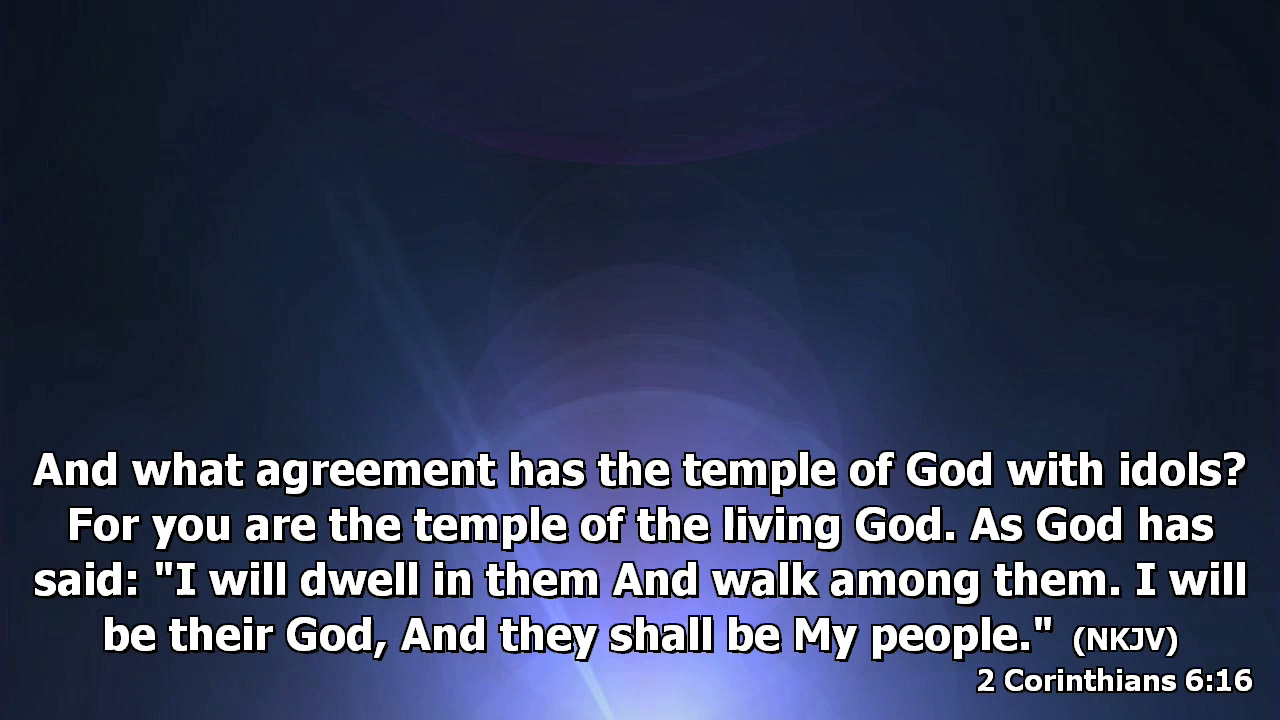 And what agreement has the temple of God with idols?
For you are the temple of the living God. As God has
said: "I will dwell in them And walk among them. I will
be their God, And they shall be My people." (NKJV)
2 Corinthians 6:16